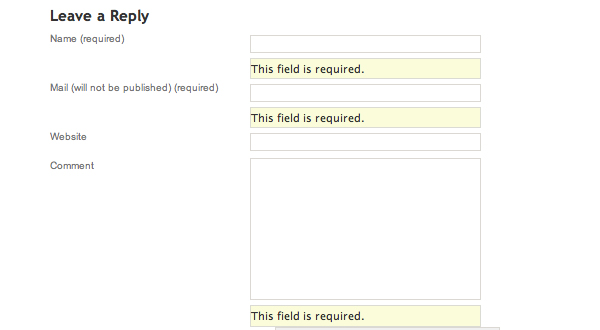 Leave a Reply
Name (required)
This field is required.
Mail (will not be published) (required)
This field is required.
Website
Comment
This field is required.